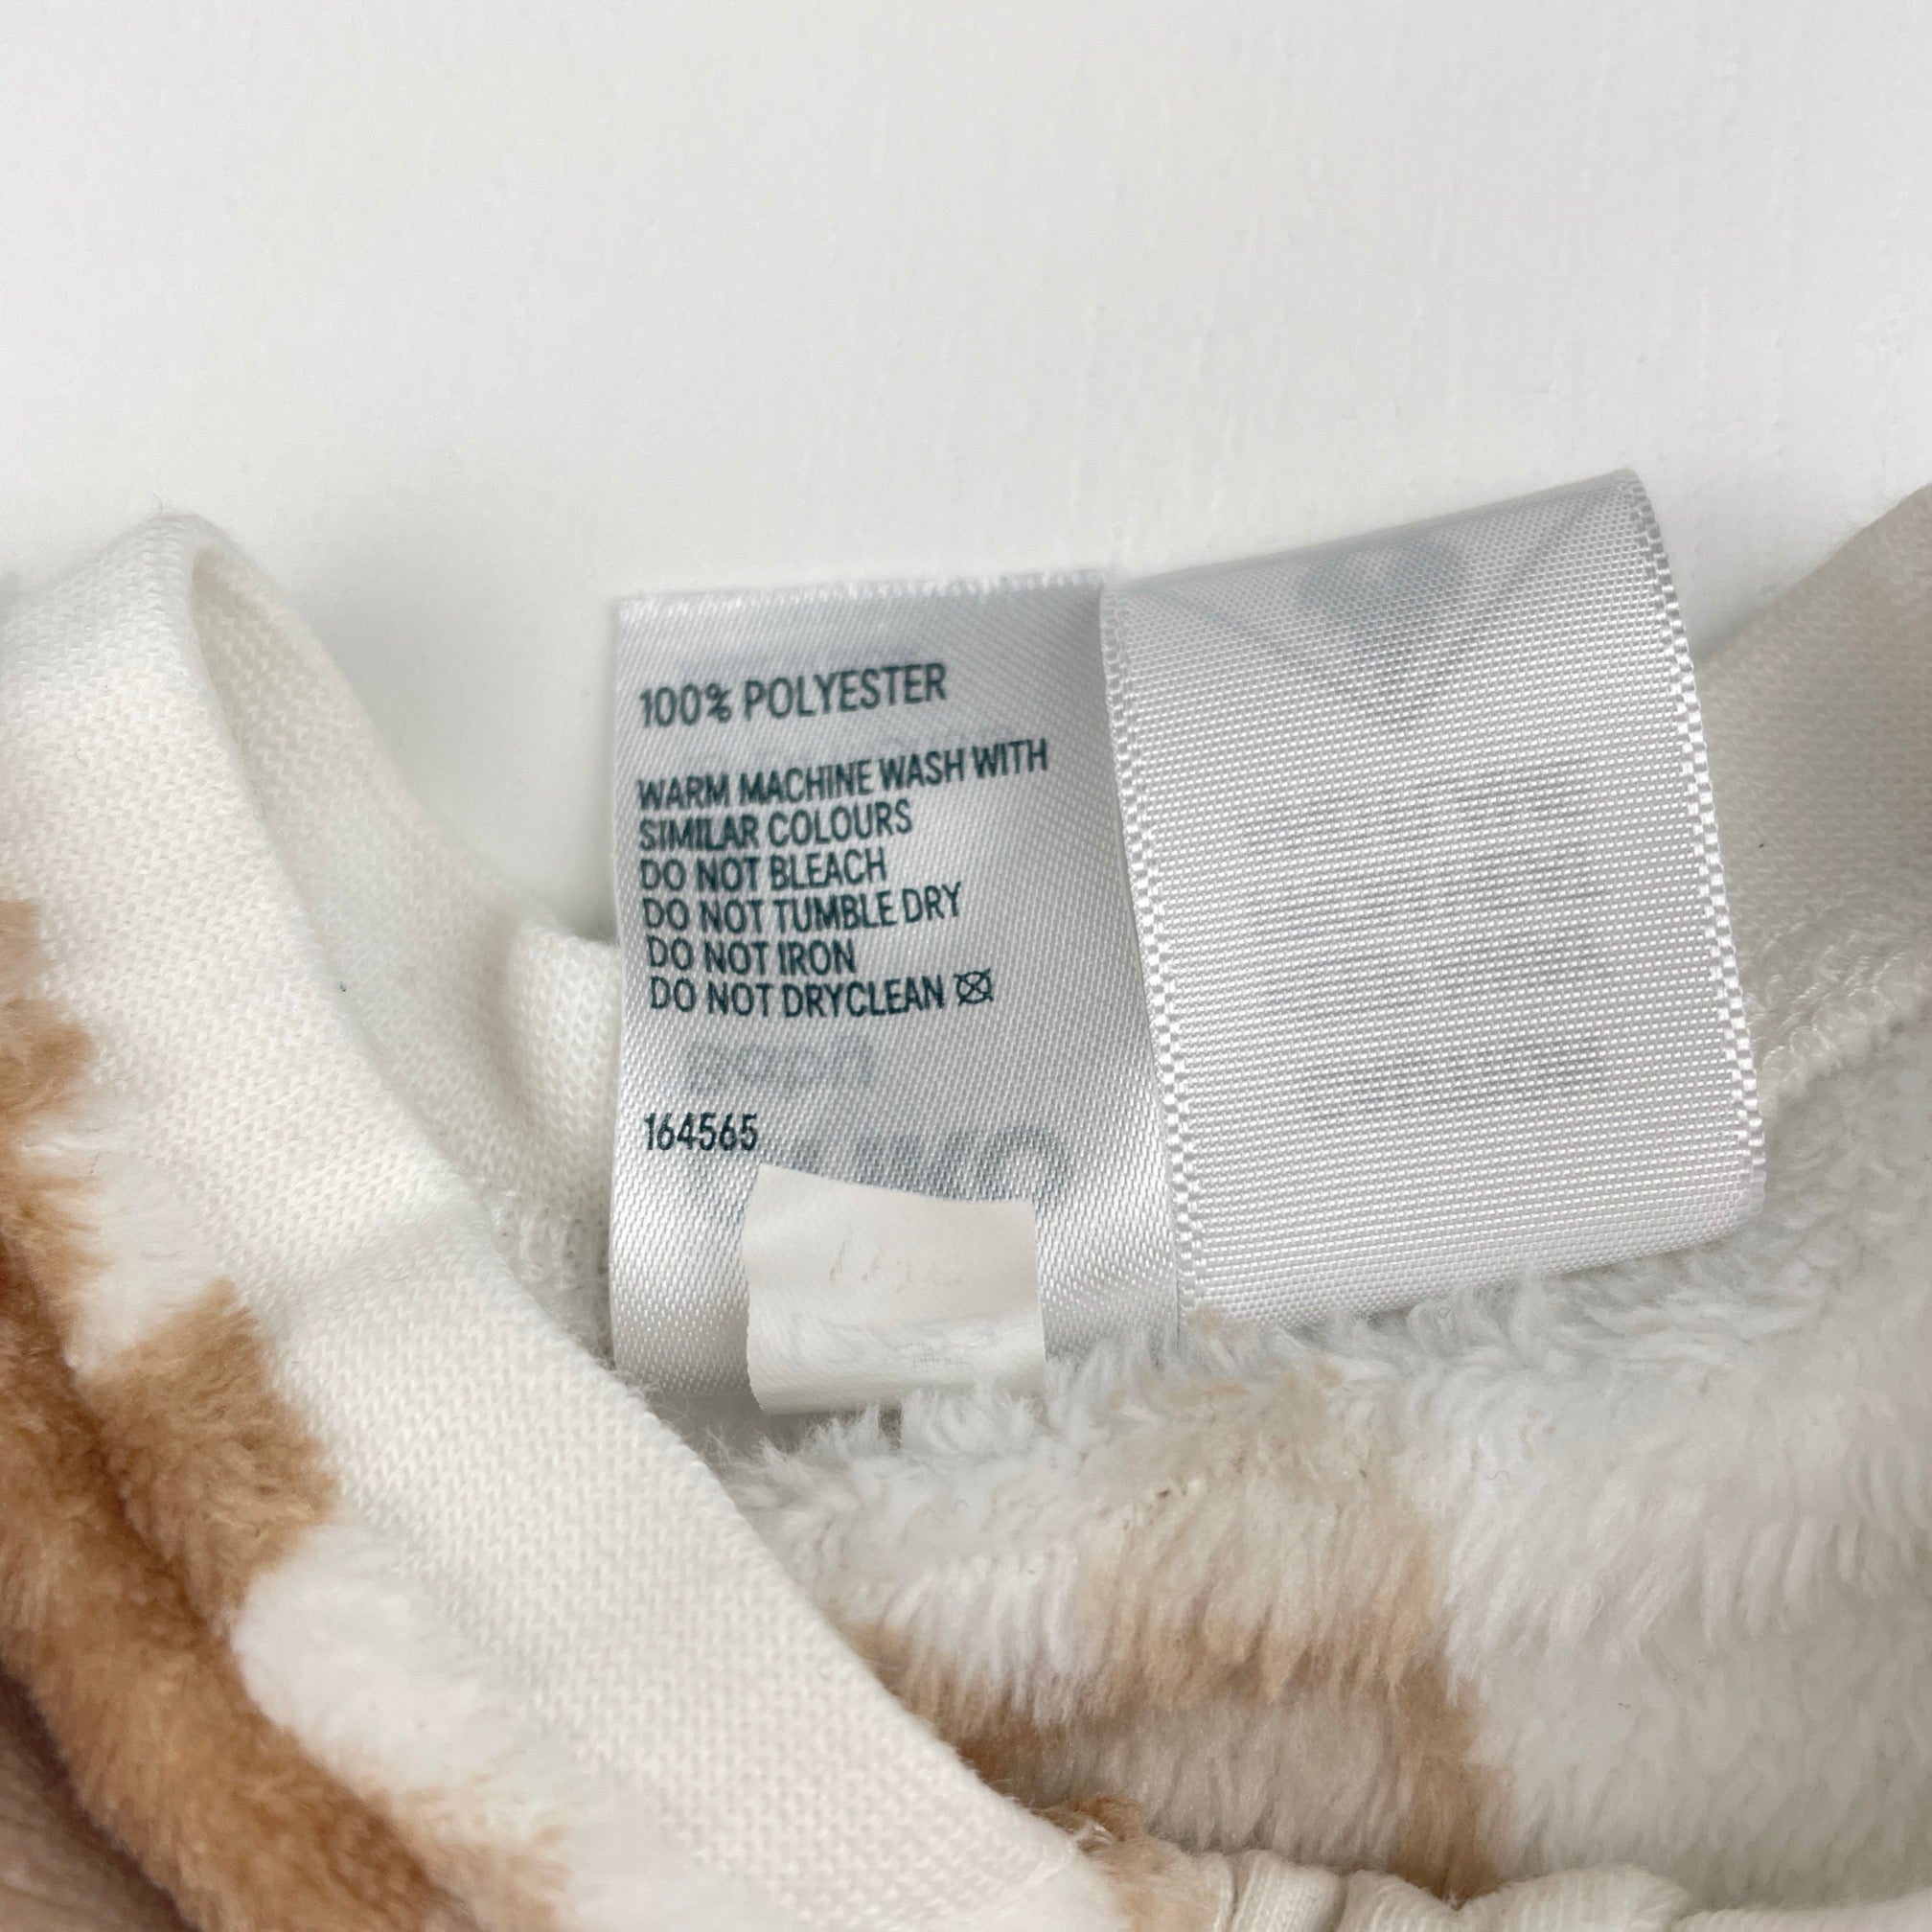 100% POLYESTER
WARM MACHINE WASH WITH
SIMILAR COLOURS
DO NOT BLEACH
DO NOT TUMBLE DRY
DO NOT IRON
DO NOT DRYCLEAN
164565